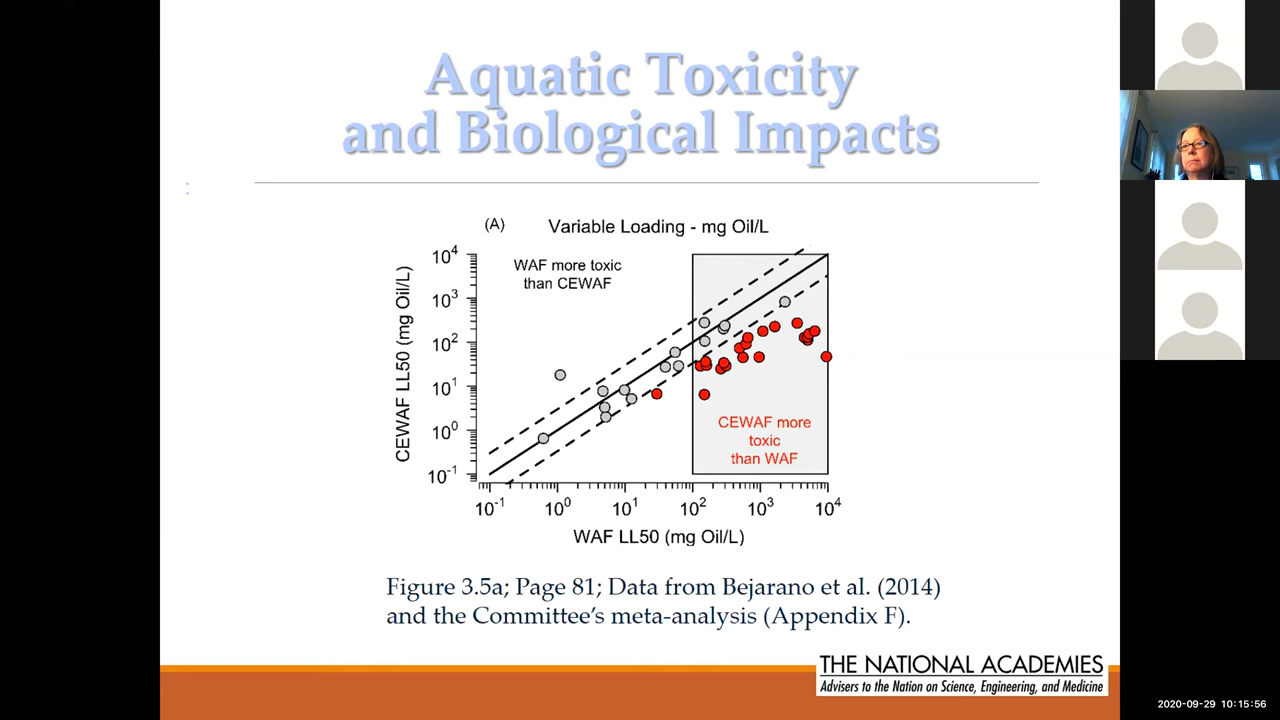 Aquatic Toxicity
and Biological Impacts
:
(A) Variable Loading - mg Oil/L
WAF more toxic
than CEWAF
CEWAF LL50 (mg Oil/L)
10⁴
10³
10²
10¹
10⁰
10⁻¹
CEWAF more
toxic
than WAF
10⁻¹ 10⁰ 10¹ 10² 10³ 10⁴
WAF LL50 (mg Oil/L)
Figure 3.5a; Page 81; Data from Bejarano et al. (2014)
and the Committee's meta-analysis (Appendix F).
THE NATIONAL ACADEMIES
Advisers to the Nation on Science, Engineering, and Medicine
2020-09-29 10:15:56